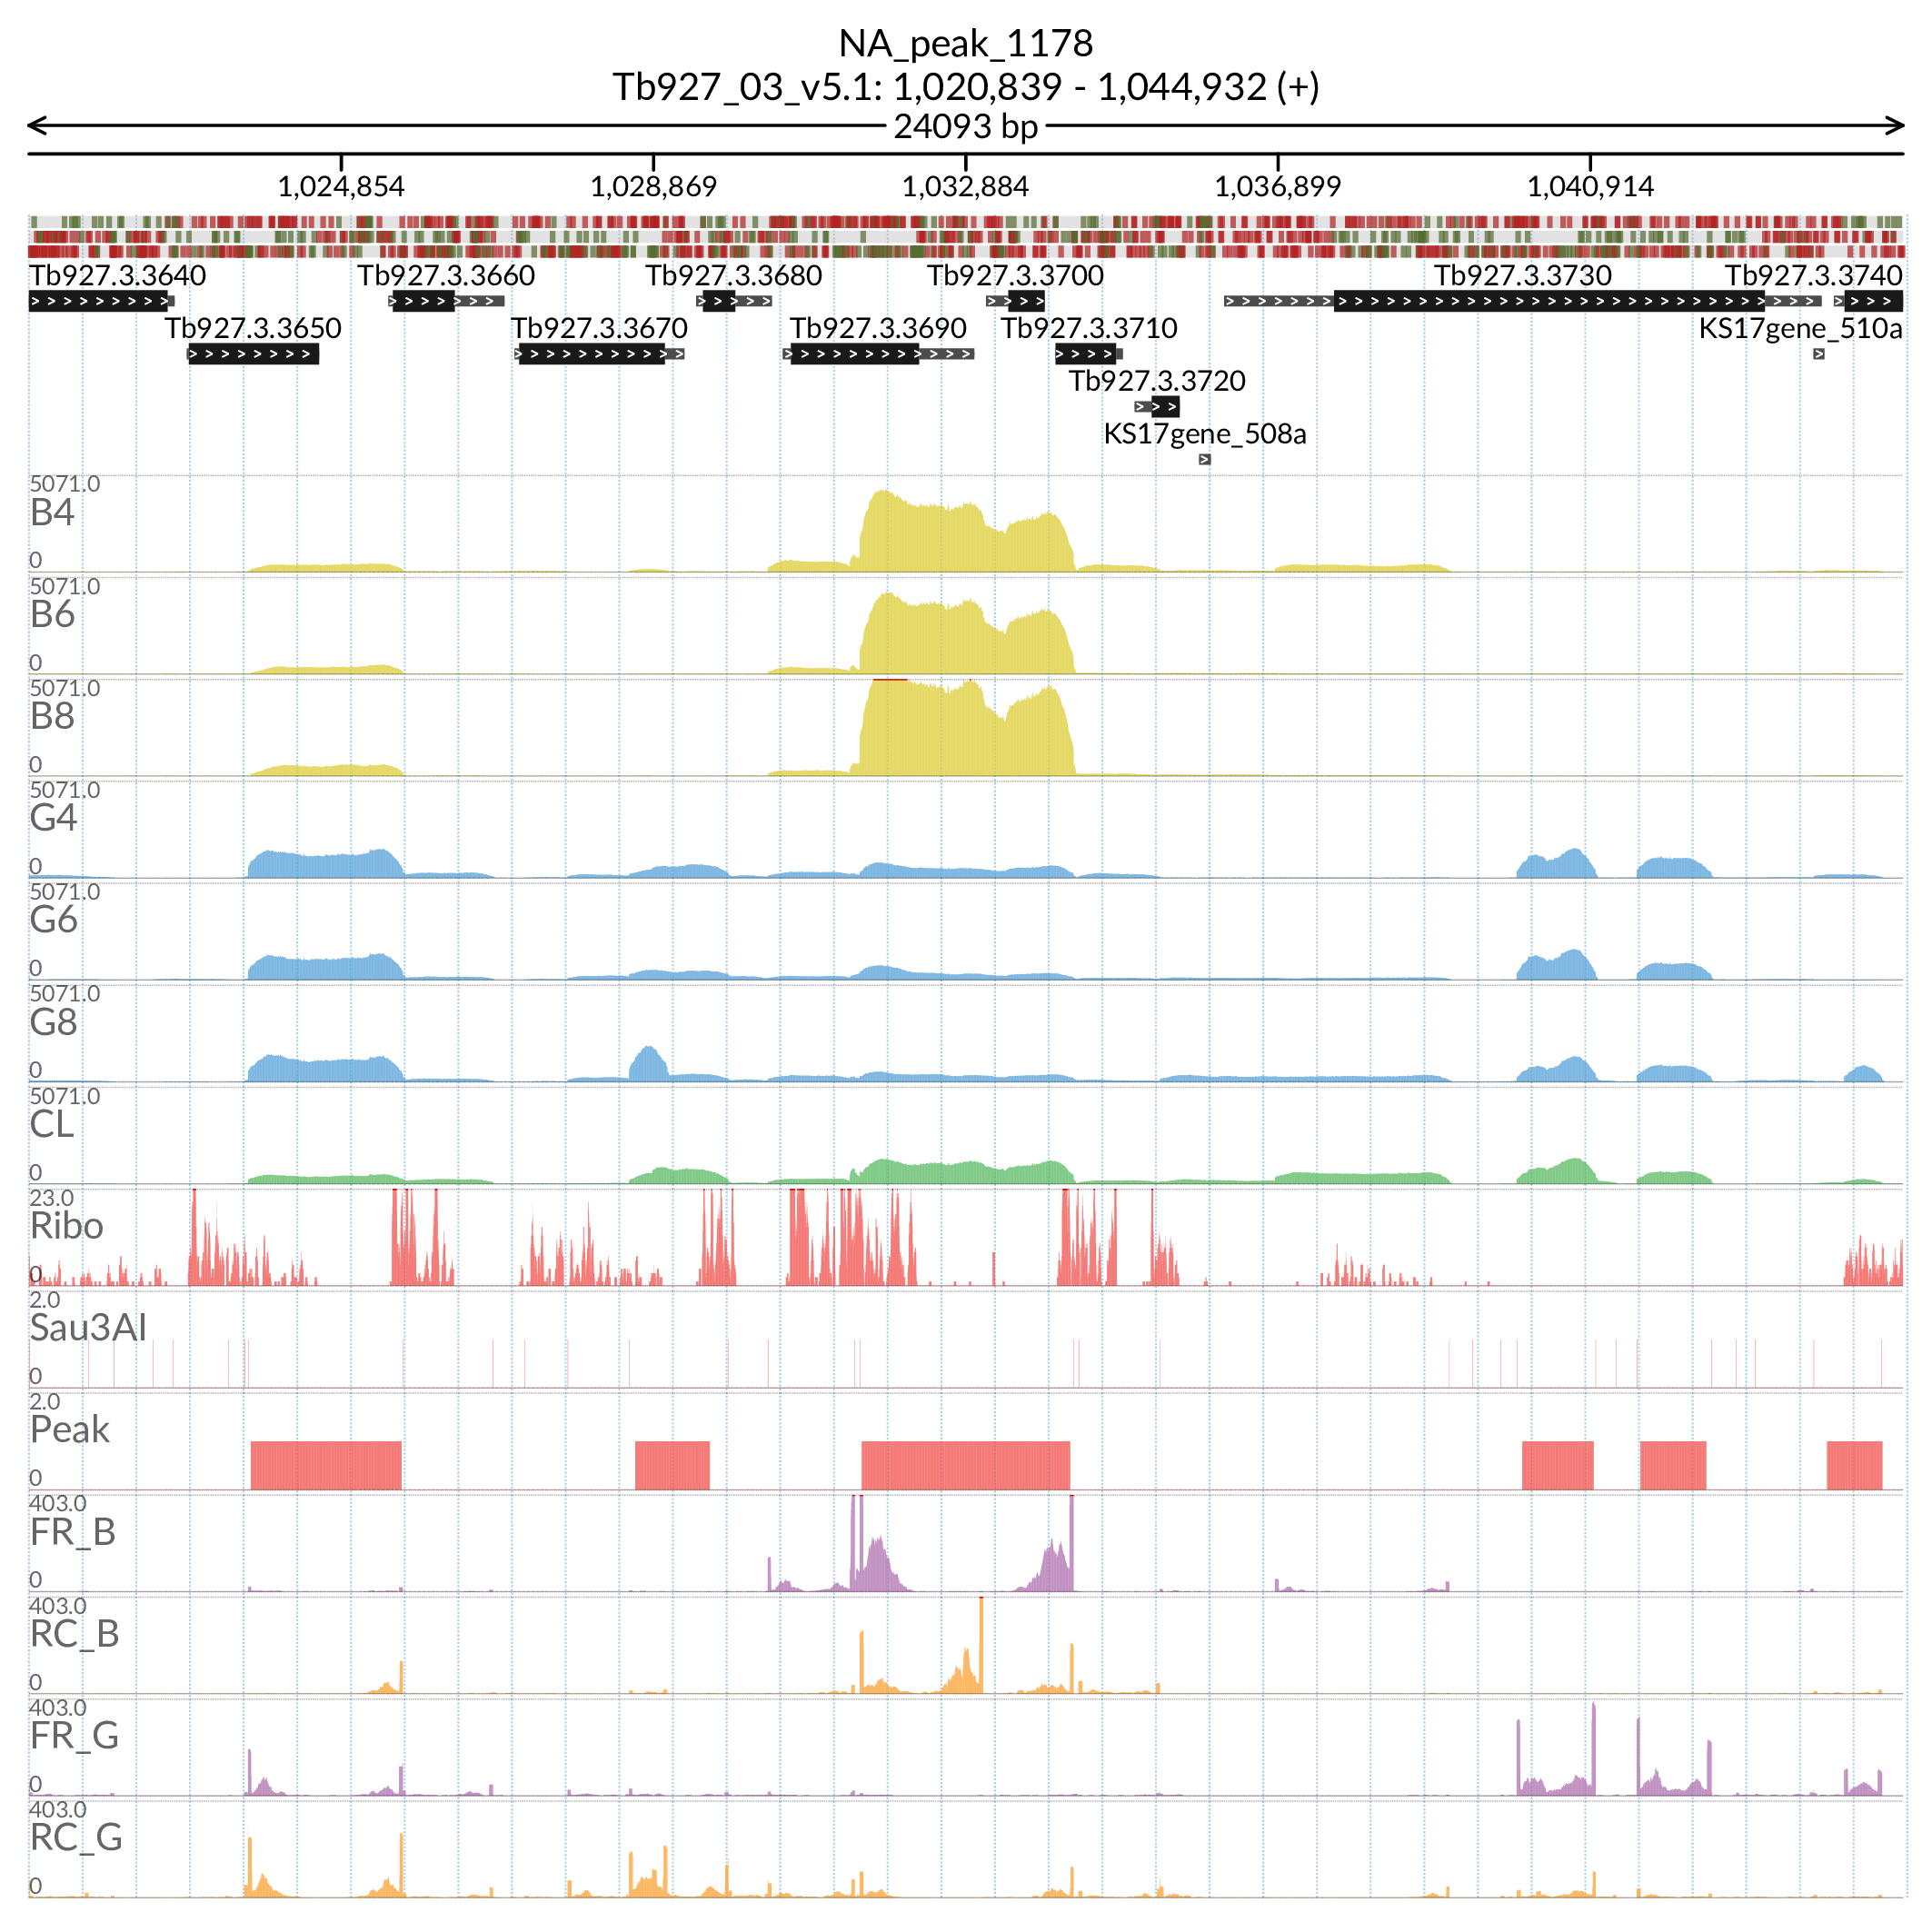 NA_peak_1178
Tb927_03_v5.1: 1,020,839 - 1,044,932 (+)
24093 bp
1,024,854 1,028,869 1,032,884 1,036,899 1,040,914
Tb927.3.3640 Tb927.3.3660 Tb927.3.3680 Tb927.3.3700 Tb927.3.3730 Tb927.3.3740
Tb927.3.3650 Tb927.3.3670 Tb927.3.3690 Tb927.3.3710 KS17gene_510a
Tb927.3.3720
KS17gene_508a
5071.0
B4
0
5071.0
B6
0
5071.0
B8
0
5071.0
G4
0
5071.0
G6
0
5071.0
G8
0
5071.0
CL
0
23.0
Ribo
0
2.0
Sau3AI
0
2.0
Peak
0
403.0
FR_B
0
403.0
RC_B
0
403.0
FR_G
0
403.0
RC_G
0